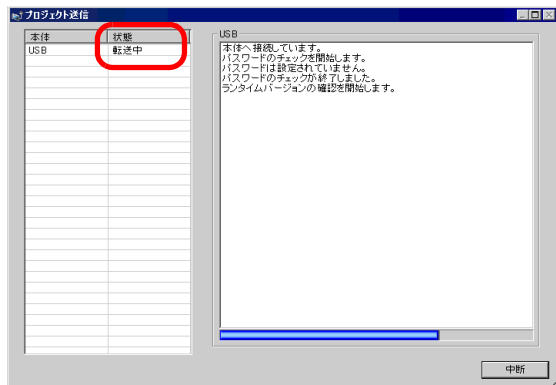 プロジェクト送信
本体 状態
USB 転送中
USB
本体へ接続しています。
パスワードのチェックを開始します。
パスワードは設定されていません。
パスワードのチェックが終了しました。
ランタイムバージョンの確認を開始します。
中断